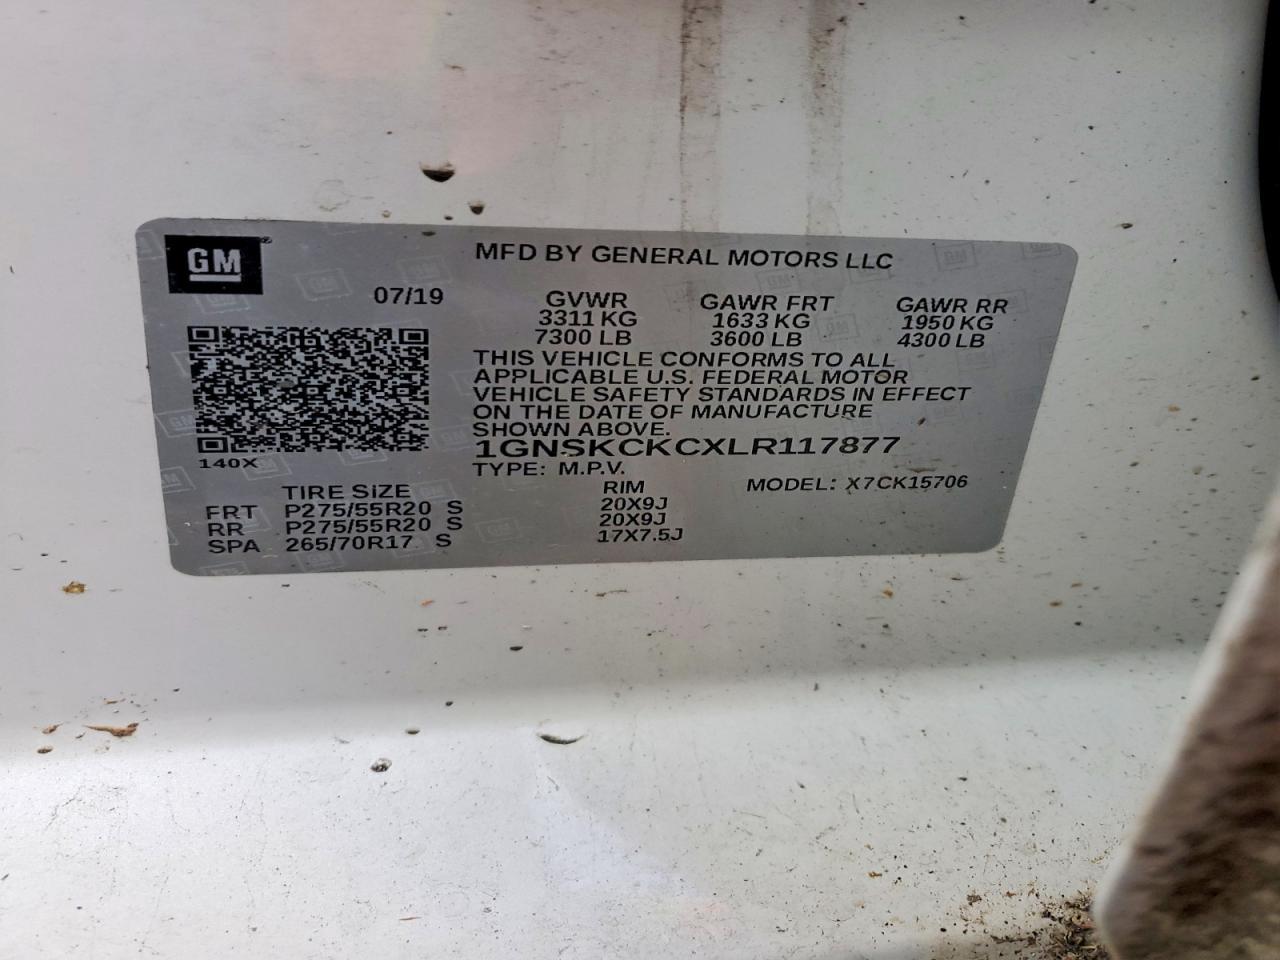 GM
MFD BY GENERAL MOTORS LLC
07/19
GVWR GAWR FRT GAWR RR
3311 KG 1633 KG 1950 KG
7300 LB 3600 LB 4300 LB
THIS VEHICLE CONFORMS TO ALL
APPLICABLE U.S. FEDERAL MOTOR
VEHICLE SAFETY STANDARDS IN EFFECT
ON THE DATE OF MANUFACTURE
SHOWN ABOVE.
1GNSKCKCXLR117877
140X
TYPE: M.P.V. MODEL: X7CK15706
TIRE SIZE RIM
FRT P275/55R20 S 20X9J
RR P275/55R20 S 20X9J
SPA 265/70R17 S 17X7.5J